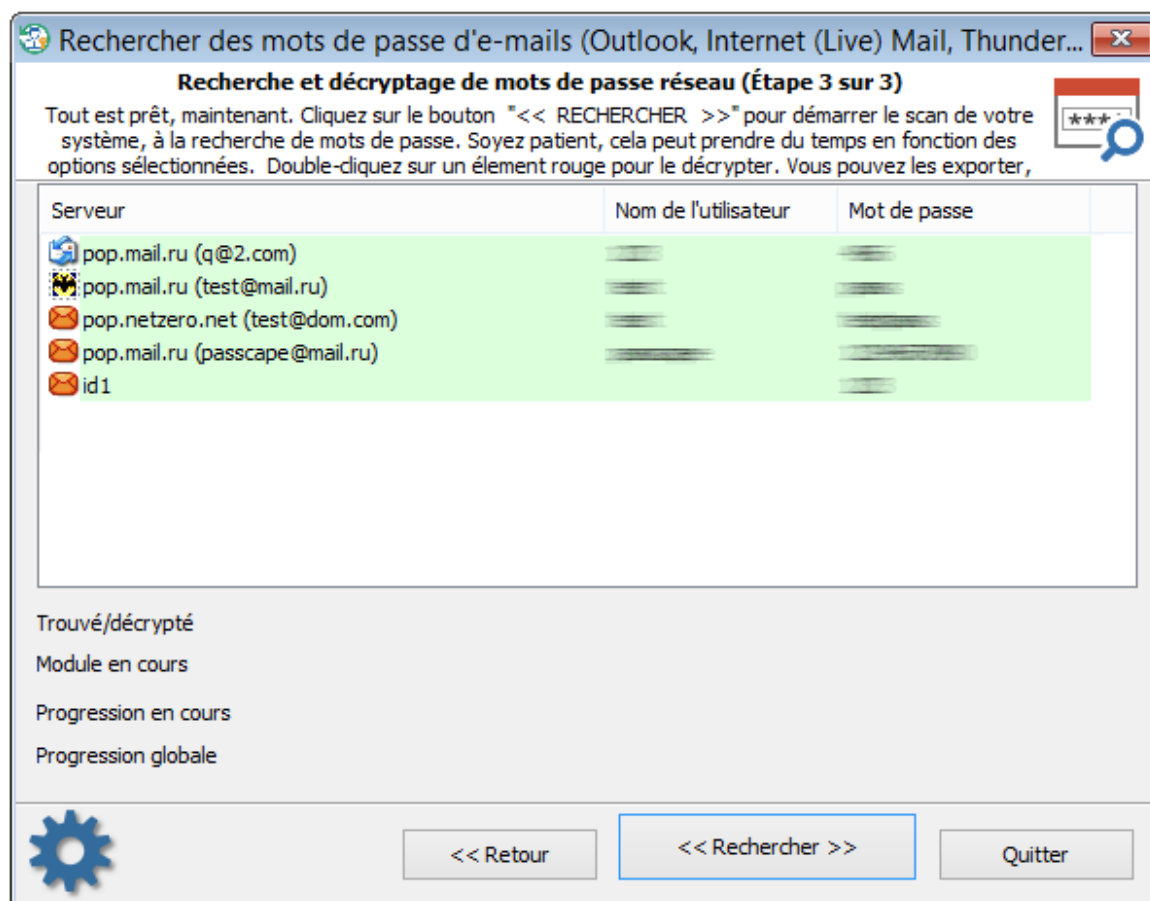 Rechercher des mots de passe d'e-mails (Outlook, Internet (Live) Mail, Thunder...
Recherche et décryptage de mots de passe réseau (Étape 3 sur 3)
Tout est prêt, maintenant. Cliquez sur le bouton "<< RECHERCHER >>" pour démarrer le scan de votre
système, à la recherche de mots de passe. Soyez patient, cela peut prendre du temps en fonction des
options sélectionnées. Double-cliquez sur un élement rouge pour le décrypter. Vous pouvez les exporter,
Serveur Nom de l'utilisateur Mot de passe
pop.mail.ru (q@2.com)
pop.mail.ru (test@mail.ru)
pop.netzero.net (test@dom.com)
pop.mail.ru (passcape@mail.ru)
id1
Trouvé/décrypté
Module en cours
Progression en cours
Progression globale
<< Retour << Rechercher >> Quitter